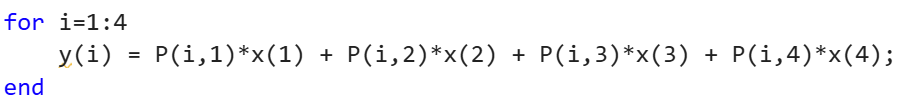 for i=1:4
    y(i) = P(i,1)*x(1) + P(i,2)*x(2) + P(i,3)*x(3) + P(i,4)*x(4);
end